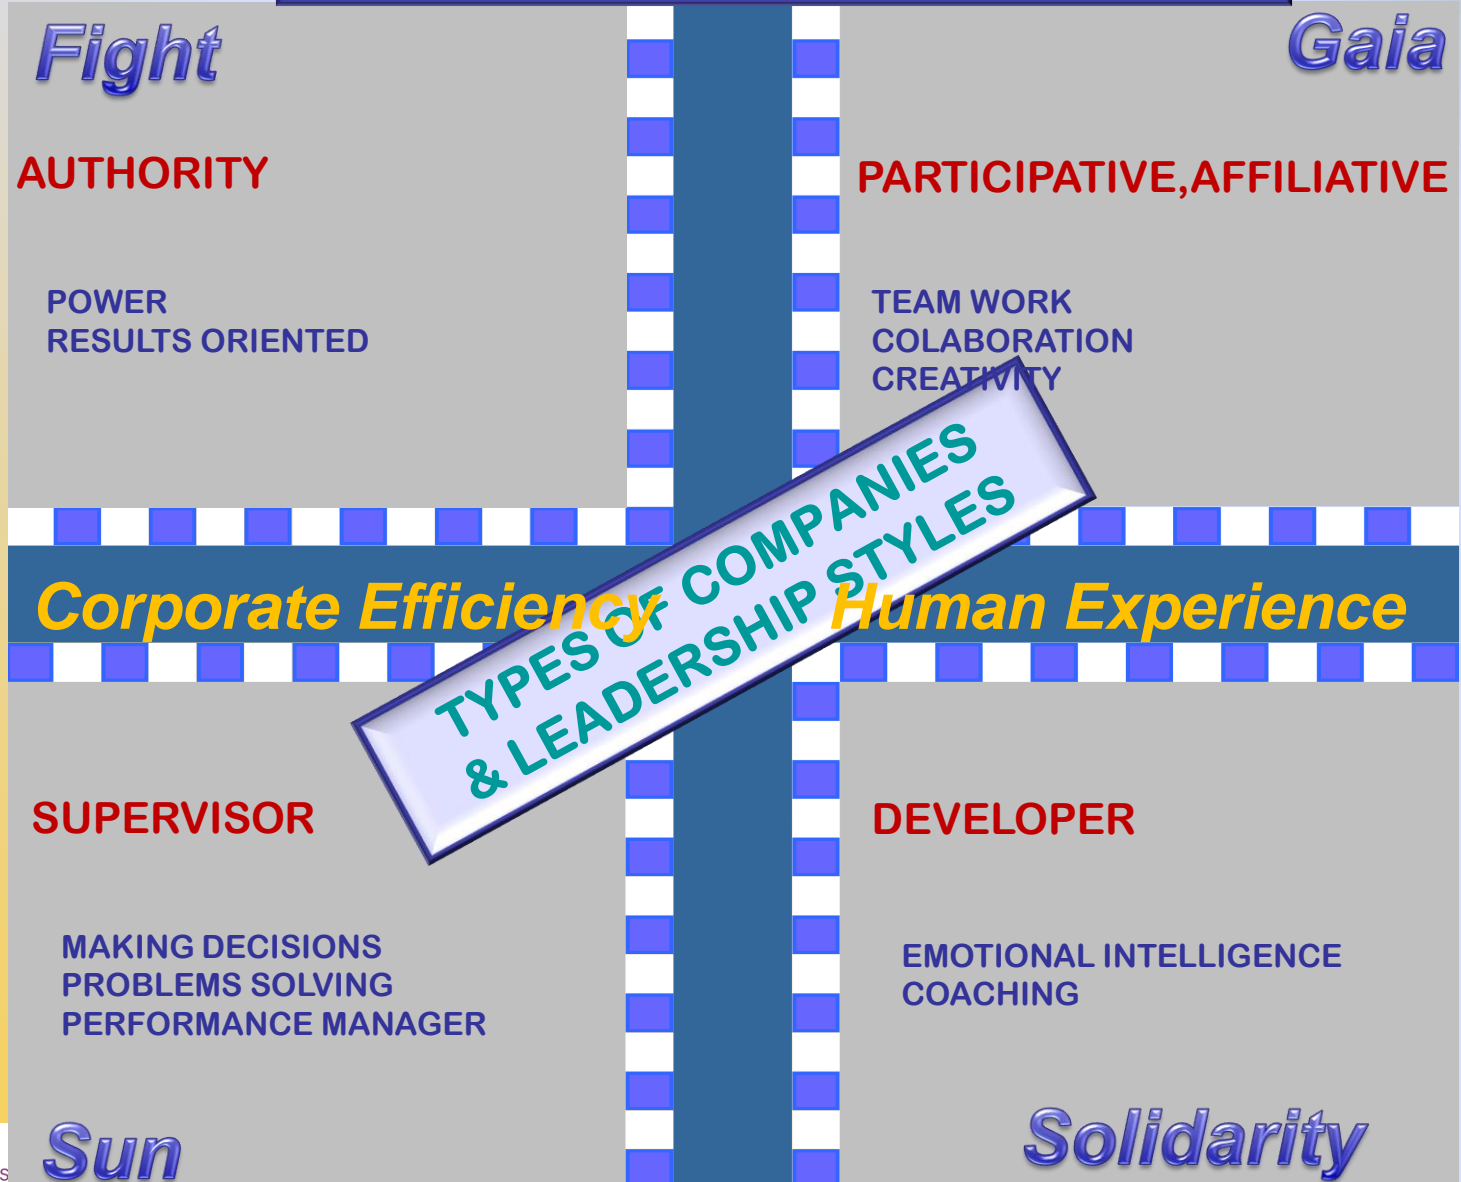 Fight
Gaia
AUTHORITY
PARTICIPATIVE,AFFILIATIVE
POWER
RESULTS ORIENTED
TEAM WORK
COLABORATION
CREATIVITY
TYPES OF COMPANIES
& LEADERSHIP STYLES
Corporate Efficiency
Human Experience
SUPERVISOR
DEVELOPER
MAKING DECISIONS
PROBLEMS SOLVING
PERFORMANCE MANAGER
EMOTIONAL INTELLIGENCE
COACHING
Sun
Solidarity